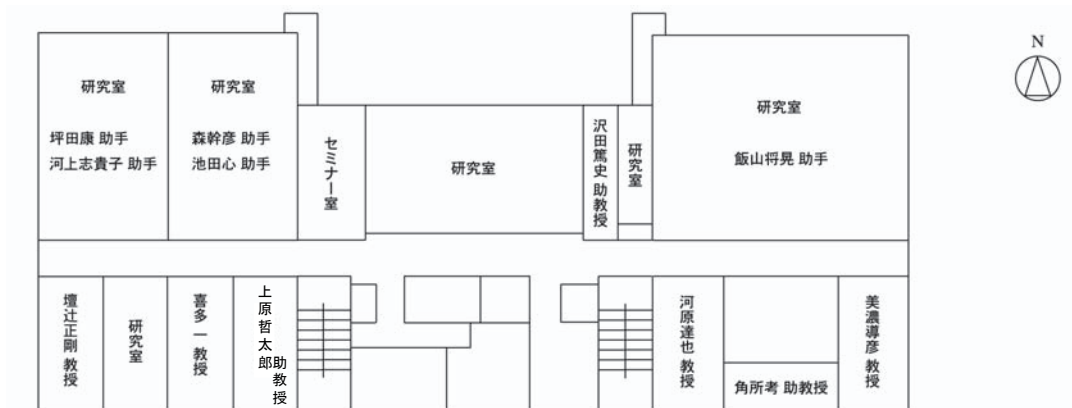 N
研究室
坪田康 助手
河上志貴子 助手
研究室
森幹彦 助手
池田心 助手
セミナー室
研究室
沢田篤史 助教授
研究室
研究室
飯山将晃 助手
壇辻正剛 教授
研究室
喜多 一 教授
上原哲太郎
助教授
河原達也 教授
角所考 助教授
美濃導彦 教授